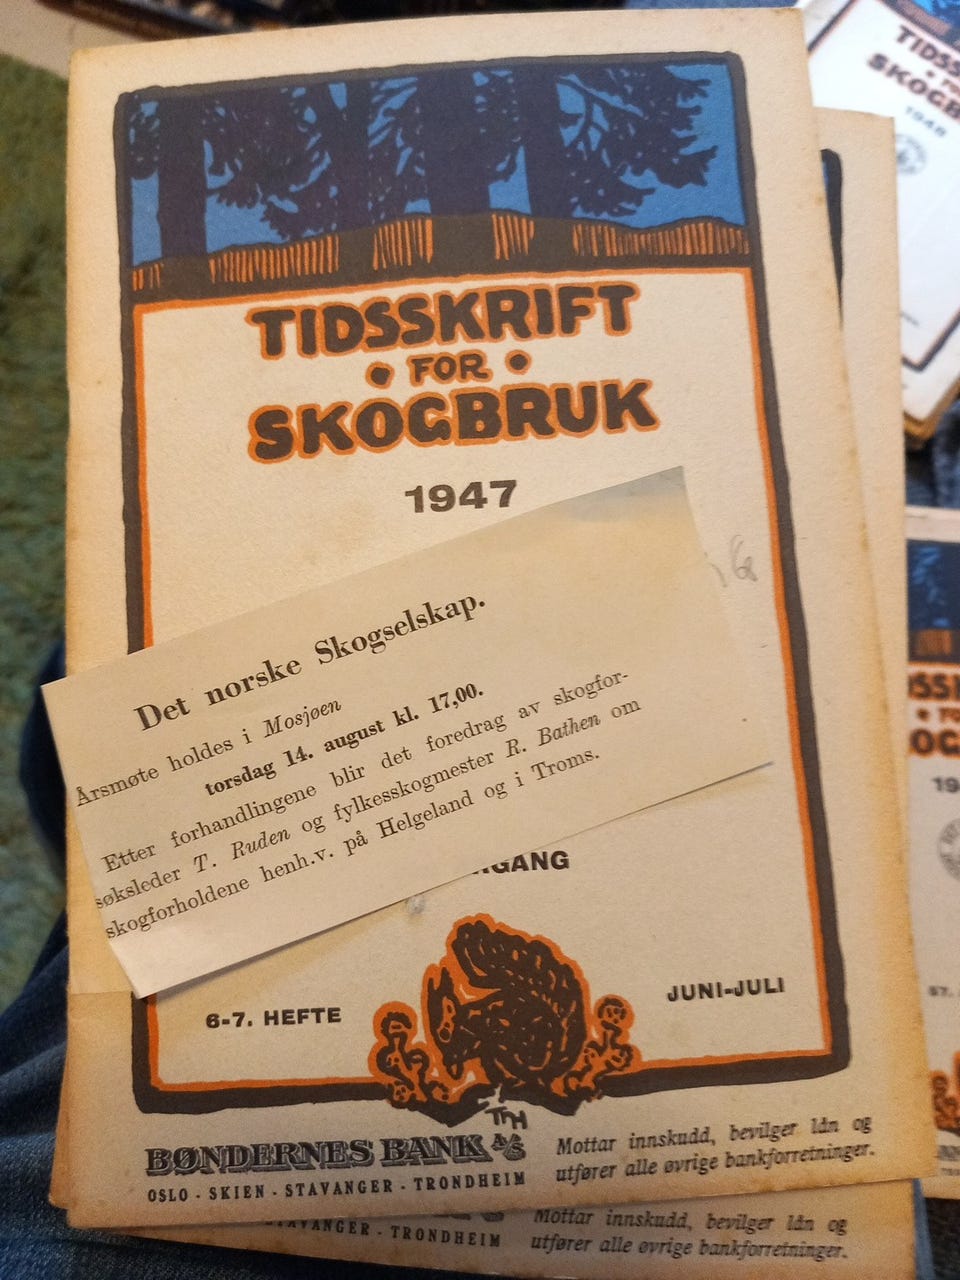 TIDSSKRIFT
• FOR •
SKOGBRUK
1947
Det norske Skogselskap.
Årsmøte holdes i Mosjøen
torsdag 14. august kl. 17,00.
Etter forhandlingene blir det foredrag av skogfor-
søksleder T. Ruden og fylkesskogmester R. Bathen om
skogforholdene henh.v. på Helgeland og i Troms.
6-7. HEFTE
JUNI-JULI
TH
BØNDERNES BANK A/S
OSLO - SKIEN - STAVANGER - TRONDHEIM
Mottar innskudd, bevilger lån og
utfører alle øvrige bankforretninger.
STAVANGER - TRONDHEIM
Mottar innskudd, bevilger lån og
utfører alle øvrige bankforretninger.
TIDSS
SKOGB
1948